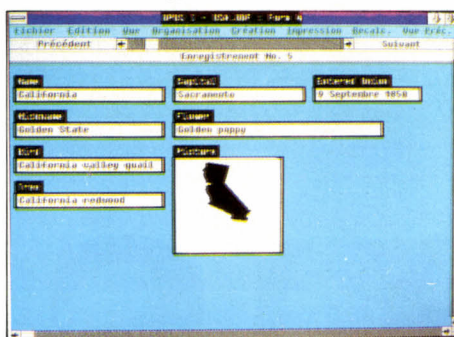 OPUS 1 - USA.DBF : Form
Fichier Edition Vue Organisation Création Impression Recalc. Vue Préc.
Précédent Suivant
Enregistrement No. 5
Name Capital Entered Union
California Sacramento 9 Septembre 1850
Nickname Flower
Golden State Golden poppy
Bird Picture
California valley quail
Tree
California redwood